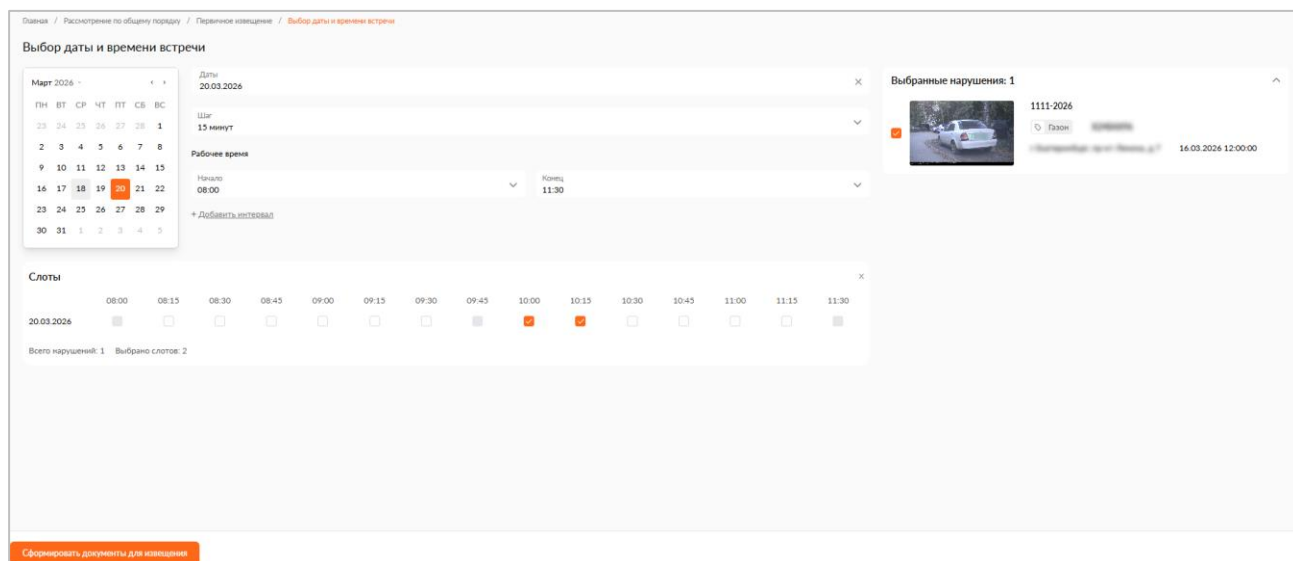 Главная / Рассмотрение по общему порядку / Первичное извещение / Выбор даты и времени встречи
Выбор даты и времени встречи
Март 2026
ПН ВТ СР ЧТ ПТ СБ ВС
23 24 25 26 27 28 1
2 3 4 5 6 7 8
9 10 11 12 13 14 15
16 17 18 19 20 21 22
23 24 25 26 27 28 29
30 31 1 2 3 4 5
Даты
20.03.2026
Шаг
15 минут
Рабочее время
Начало
08:00
Конец
11:30
+ Добавить интервал
Выбранные нарушения: 1
1111-2026
Газон
16.03.2026 12:00:00
Слоты
08:00 08:15 08:30 08:45 09:00 09:15 09:30 09:45 10:00 10:15 10:30 10:45 11:00 11:15 11:30
20.03.2026
Всего нарушений: 1 Выбрано слотов: 2
Сформировать документы для извещения